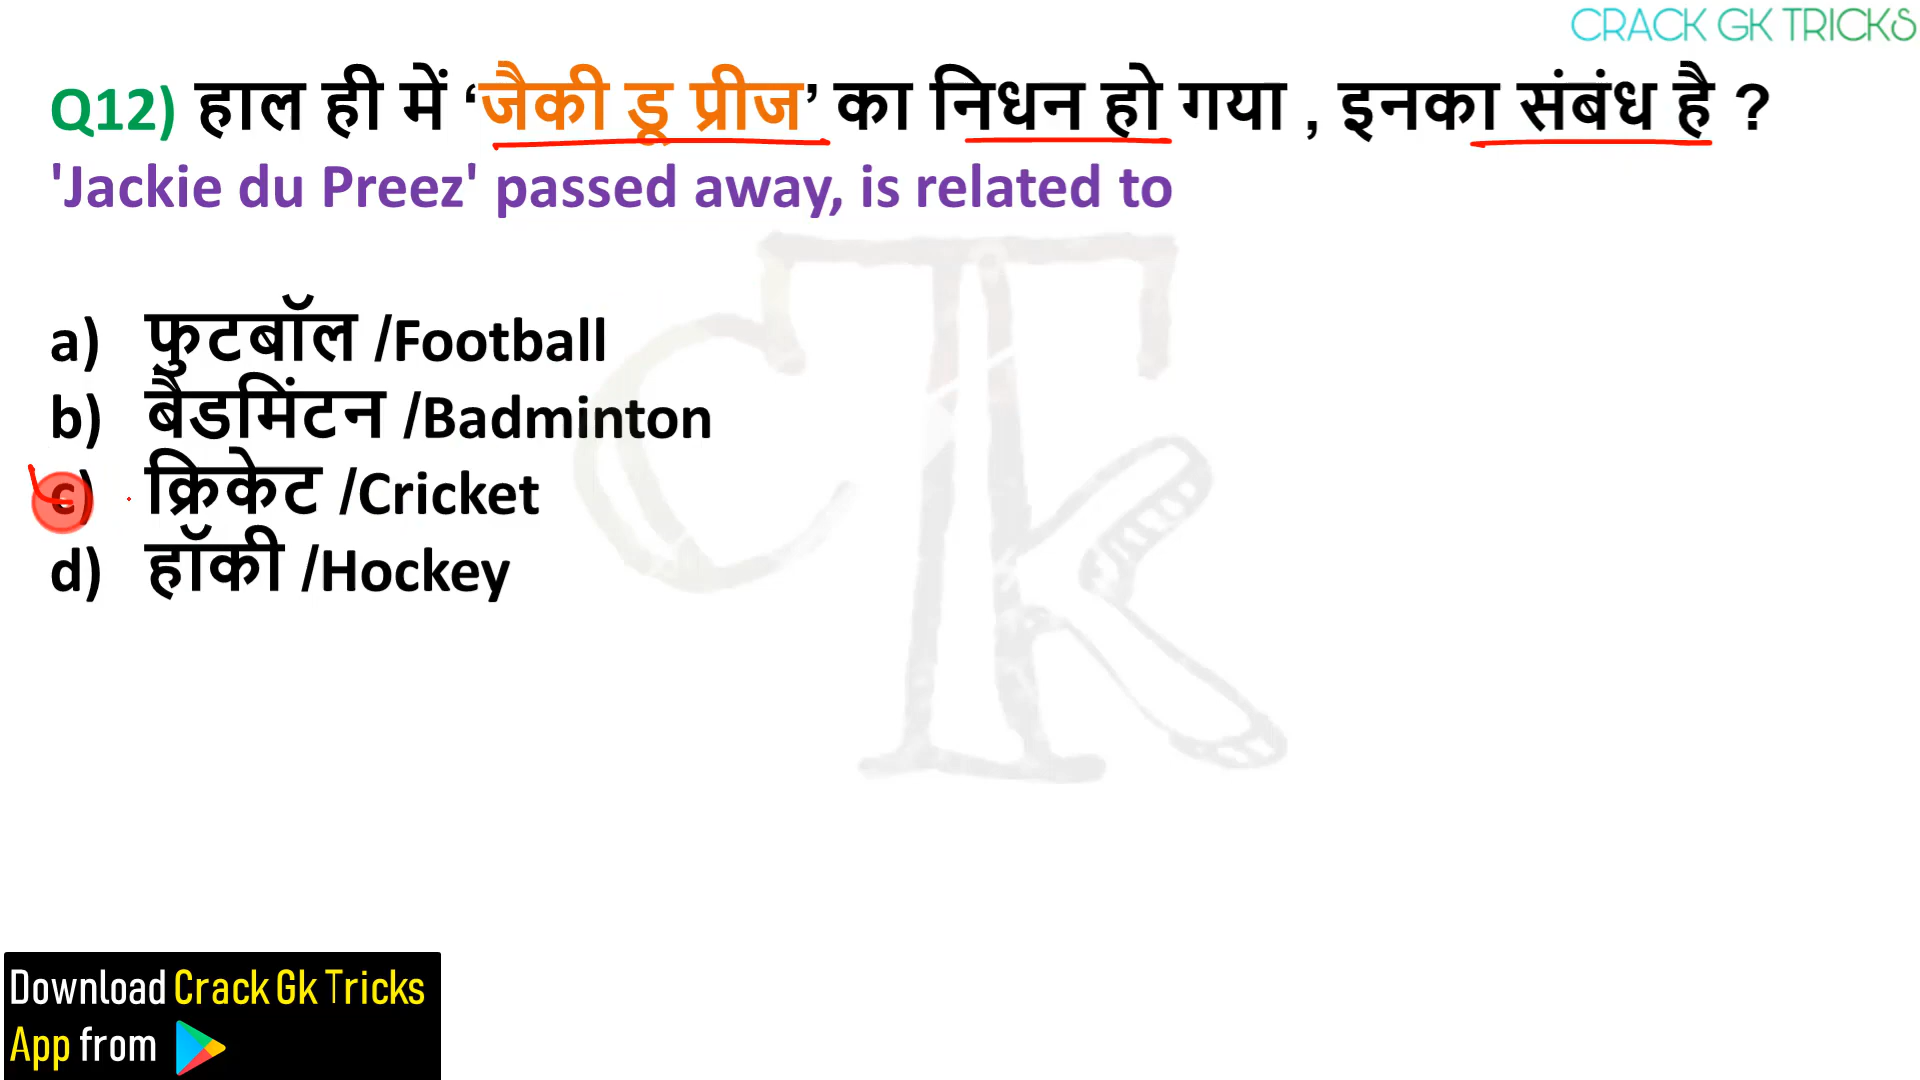 CRACK GK TRICKS
Q12) हाल ही में ‘जैकी डू प्रीज’ का निधन हो गया , इनका संबंध है ?
'Jackie du Preez' passed away, is related to
a) फुटबॉल /Football
b) बैडमिंटन /Badminton
c) क्रिकेट /Cricket
d) हॉकी /Hockey
Download Crack Gk Tricks
App from